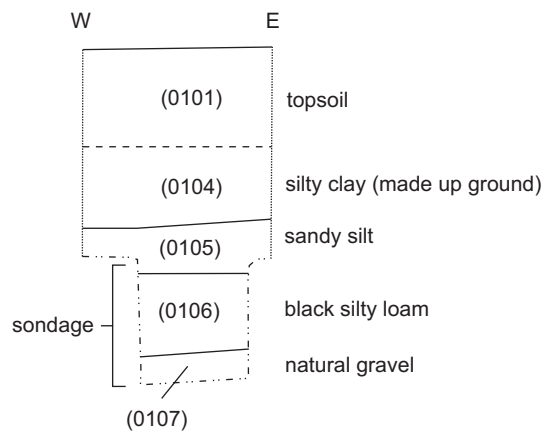 W E
(0101) topsoil
(0104) silty clay (made up ground)
(0105) sandy silt
(0106) black silty loam
sondage
natural gravel
(0107)